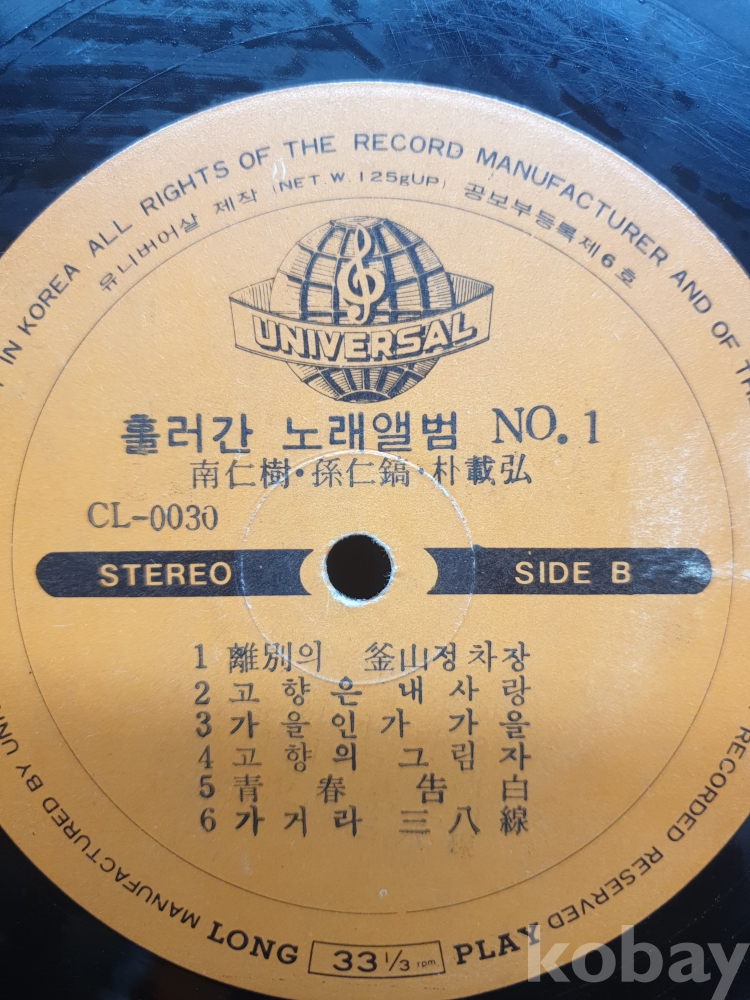 IN KOREA ALL RIGHTS OF THE RECORD MANUFACTURER AND OF THE
유니버어살 제작 (NET. W. 125gUP) 공보부등록제6호
UNIVERSAL
흘러간 노래앨범 NO.1
南仁樹·孫仁鎬·朴載弘
CL-0030
STEREO
SIDE B
1 離別의 釜山정차장
2 고향은 내사랑
3 가을인가 가을
4 고향의 그림자
5 青春告白
6 가거라 三八線
RECORDED RESERVED
MANUFACTURED BY
LONG 33 1/3 rpm PLAY
kobay